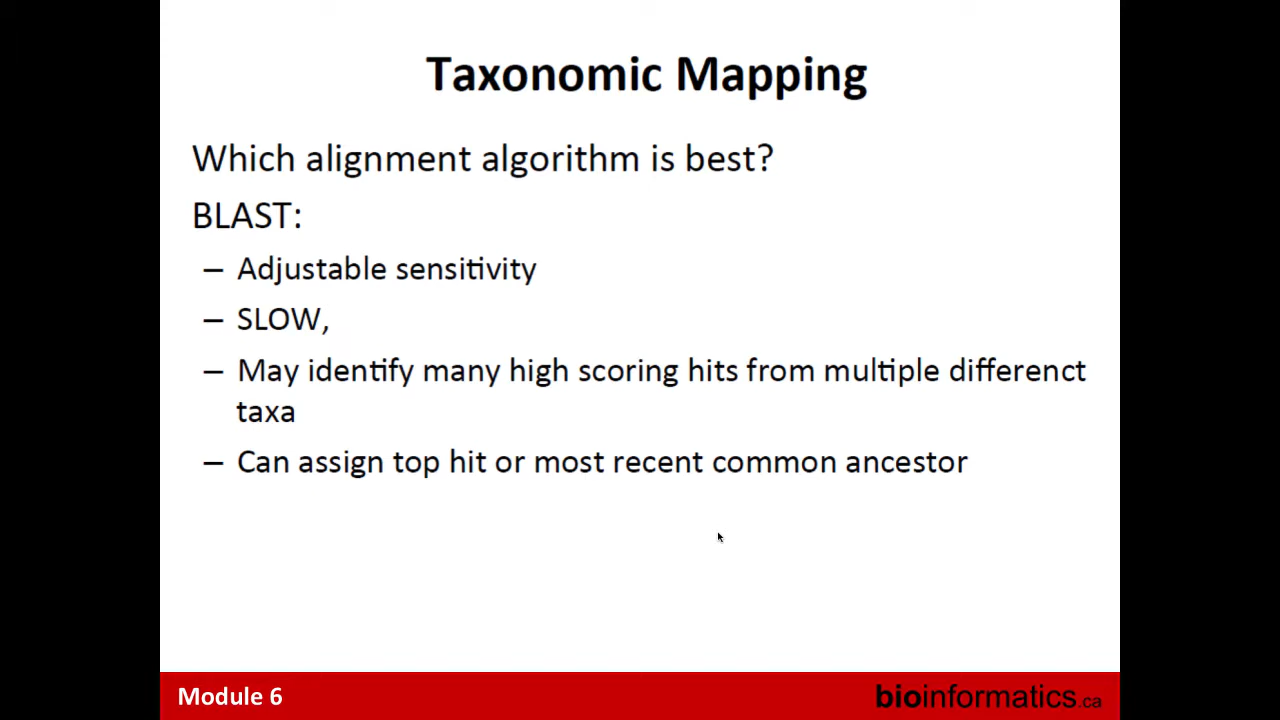 Taxonomic Mapping
Which alignment algorithm is best?
BLAST:
– Adjustable sensitivity
– SLOW,
– May identify many high scoring hits from multiple differenct
taxa
– Can assign top hit or most recent common ancestor
Module 6
bioinformatics.ca